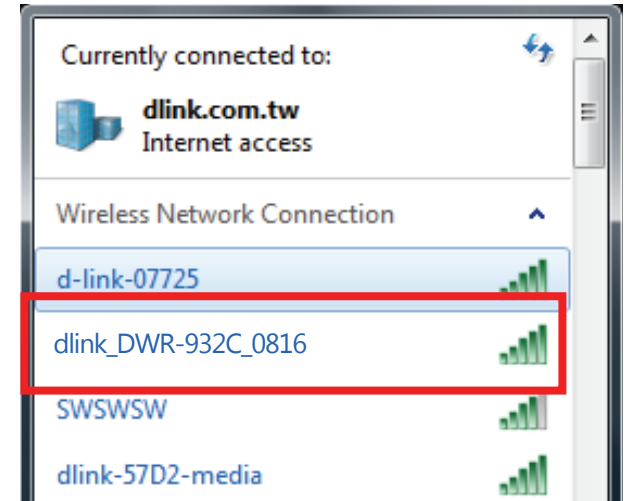 Currently connected to:
dlink.com.tw
Internet access
Wireless Network Connection
d-link-07725
dlink_DWR-932C_0816
SWSWSW
dlink-57D2-media